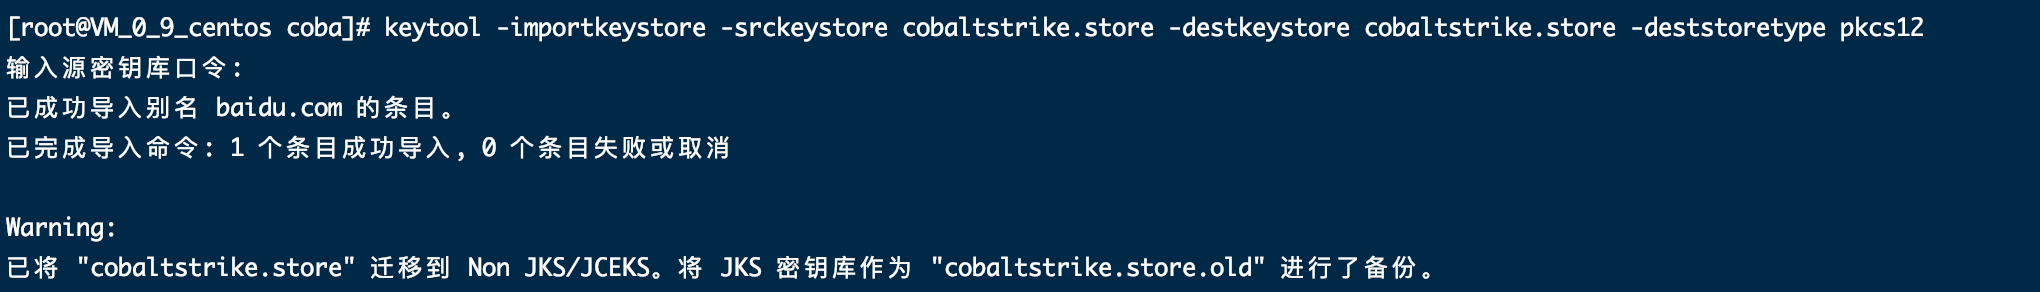 [root@VM_0_9_centos coba]# keytool -importkeystore -srckeystore cobaltstrike.store -destkeystore cobaltstrike.store -deststoretype pkcs12
输入源密钥库口令:
已成功导入别名 baidu.com 的条目。
已完成导入命令: 1 个条目成功导入, 0 个条目失败或取消
Warning:
已将 "cobaltstrike.store" 迁移到 Non JKS/JCEKS。将 JKS 密钥库作为 "cobaltstrike.store.old" 进行了备份。